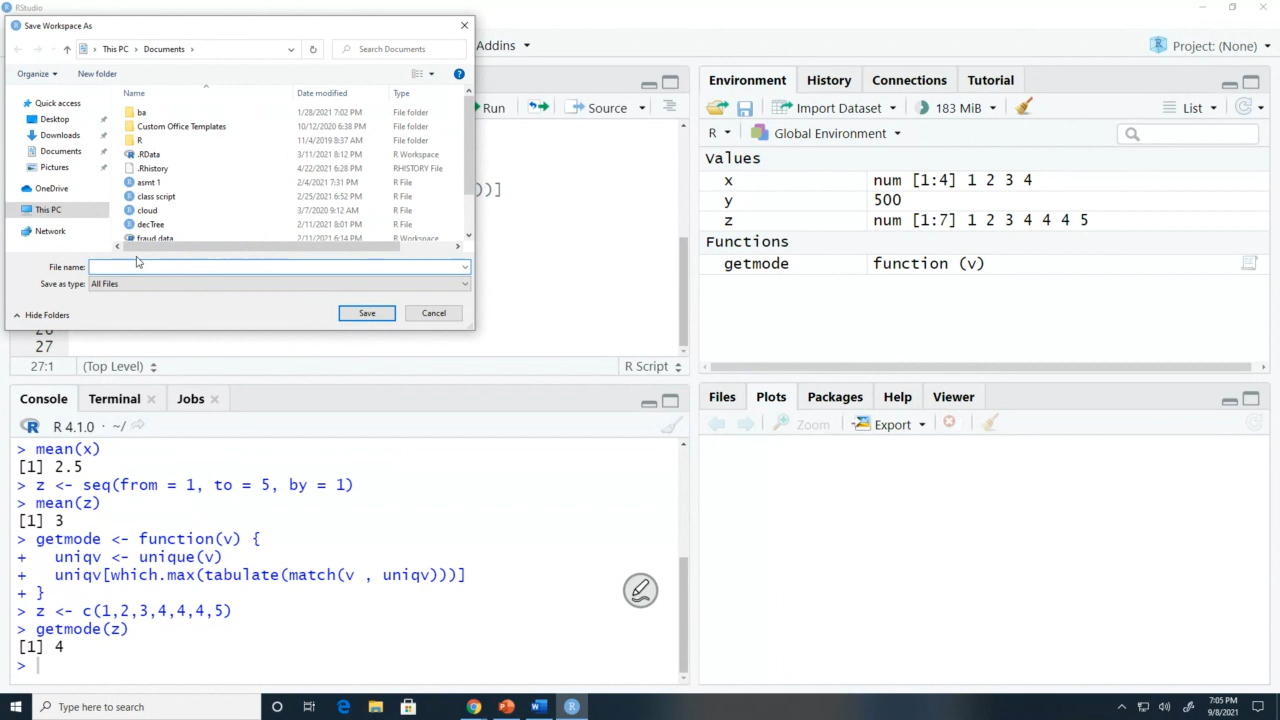 RStudio
Save Workspace As
This PC › Documents ›
Search Documents
Organize
New folder
Name Date modified Type
Quick access
Desktop
Downloads
Documents
Pictures
OneDrive
This PC
Network
ba 1/28/2021 7:02 PM File folder
Custom Office Templates 10/12/2020 6:38 PM File folder
R 11/4/2019 8:37 AM File folder
.RData 3/11/2021 8:12 PM R Workspace
.Rhistory 4/22/2021 6:28 PM RHISTORY File
asmt 1 2/4/2021 7:31 PM R File
class script 2/25/2021 6:52 PM R File
cloud 3/7/2020 9:12 AM R File
decTree 2/11/2021 8:01 PM R File
fraud data 2/11/2021 6:14 PM R Workspace
File name:
Save as type: All Files
Hide Folders
Save Cancel
Addins
Project: (None)
Run Source
))]
26
27
27:1 (Top Level) R Script
Environment History Connections Tutorial
Import Dataset 183 MiB List
R Global Environment
Values
x num [1:4] 1 2 3 4
y 500
z num [1:7] 1 2 3 4 4 4 5
Functions
getmode function (v)
Console Terminal Jobs
R 4.1.0 · ~/
> mean(x)
[1] 2.5
> z <- seq(from = 1, to = 5, by = 1)
> mean(z)
[1] 3
> getmode <- function(v) {
+ uniqv <- unique(v)
+ uniqv[which.max(tabulate(match(v , uniqv)))]
+ }
> z <- c(1,2,3,4,4,4,5)
> getmode(z)
[1] 4
>
Files Plots Packages Help Viewer
Zoom Export
Type here to search
7:05 PM
9/8/2021